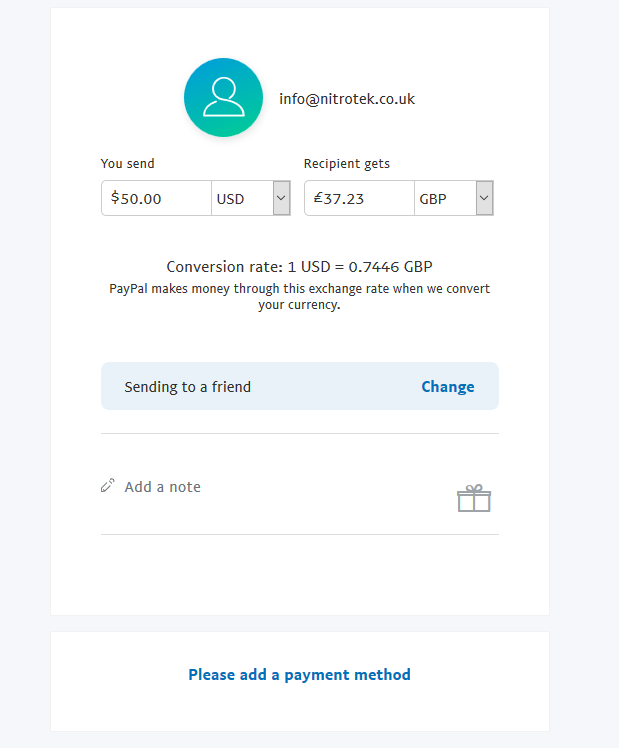 info@nitrotek.co.uk
You send
Recipient gets
$50.00
USD
£37.23
GBP
Conversion rate: 1 USD = 0.7446 GBP
PayPal makes money through this exchange rate when we convert
your currency.
Sending to a friend
Change
Add a note
Please add a payment method